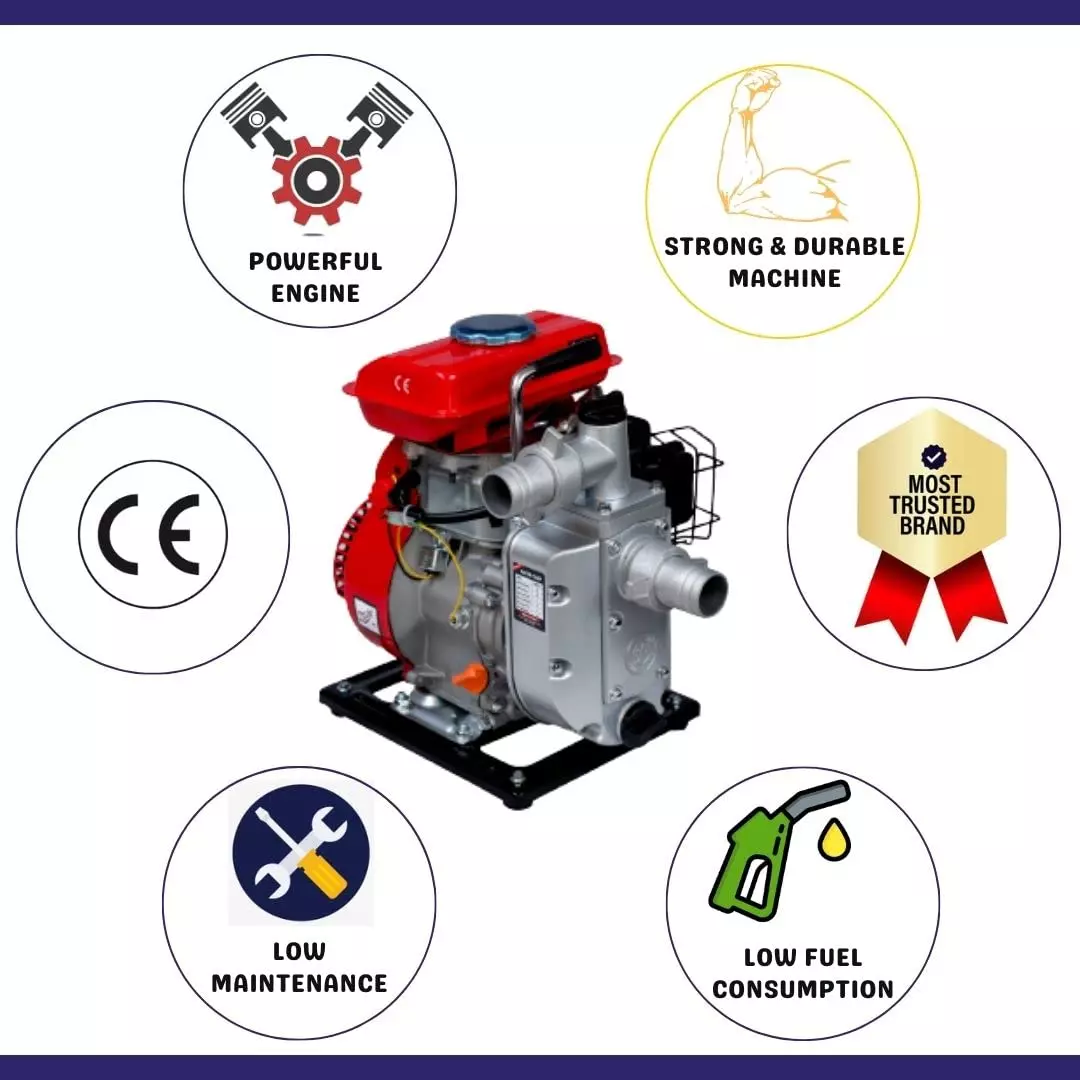 POWERFUL
ENGINE
STRONG & DURABLE
MACHINE
CE
CE
MOST
TRUSTED
BRAND
LOW
MAINTENANCE
LOW FUEL
CONSUMPTION